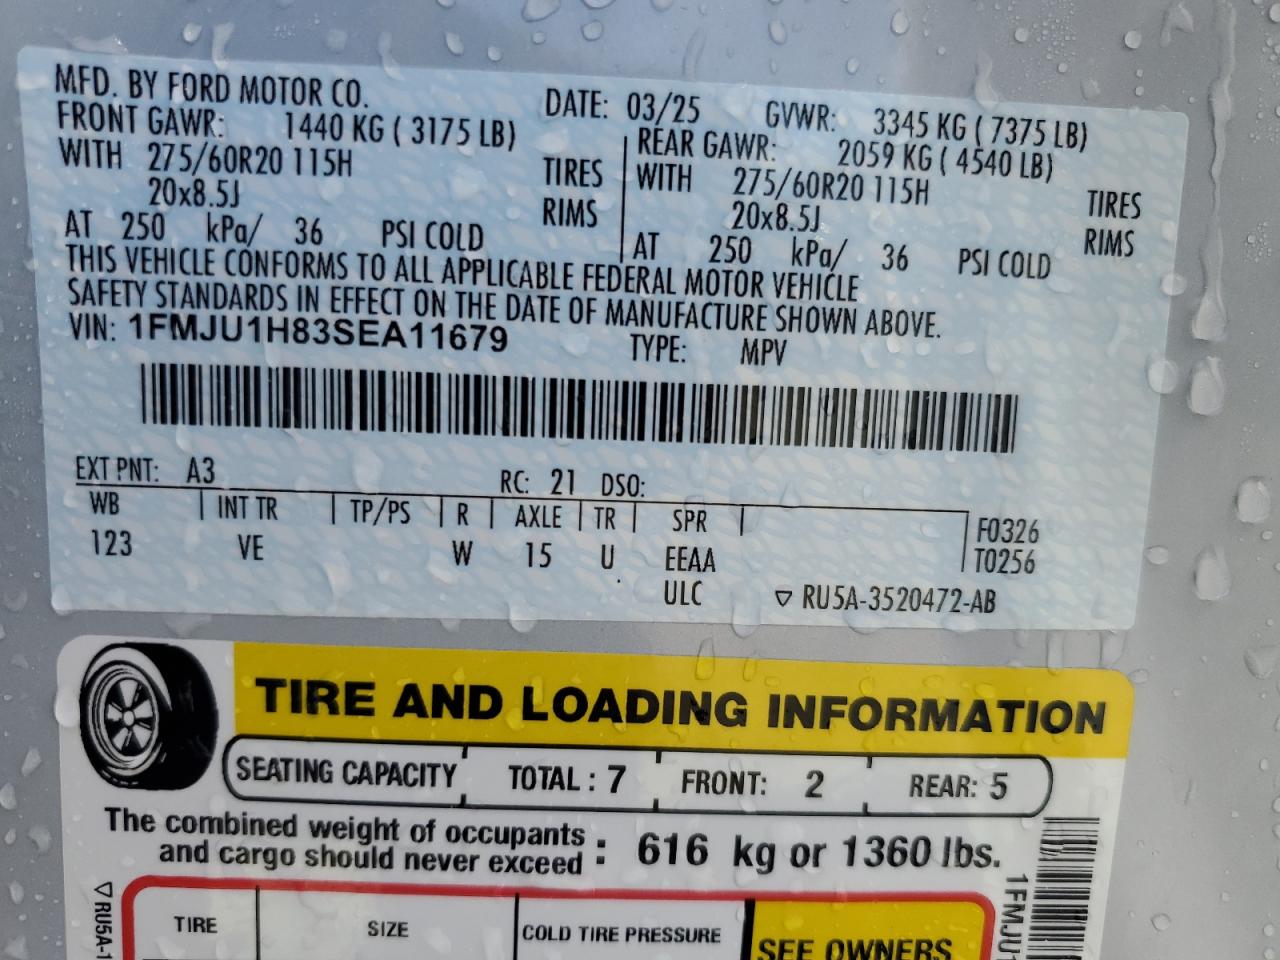 MFD. BY FORD MOTOR CO. DATE: 03/25 GVWR: 3345 KG ( 7375 LB)
FRONT GAWR: 1440 KG ( 3175 LB) REAR GAWR: 2059 KG ( 4540 LB)
WITH 275/60R20 115H TIRES WITH 275/60R20 115H TIRES
20x8.5J RIMS 20x8.5J RIMS
AT 250 kPa/ 36 PSI COLD AT 250 kPa/ 36 PSI COLD
THIS VEHICLE CONFORMS TO ALL APPLICABLE FEDERAL MOTOR VEHICLE
SAFETY STANDARDS IN EFFECT ON THE DATE OF MANUFACTURE SHOWN ABOVE.
VIN: 1FMJU1H83SEA11679 TYPE: MPV
EXT PNT: A3 RC: 21 DSO:
WB INT TR TP/PS R AXLE TR SPR F0326
123 VE W 15 U EEAA T0256
ULC ▽ RU5A-3520472-AB
TIRE AND LOADING INFORMATION
SEATING CAPACITY TOTAL : 7 FRONT: 2 REAR: 5
The combined weight of occupants
and cargo should never exceed : 616 kg or 1360 lbs.
TIRE SIZE COLD TIRE PRESSURE SEE OWNERS
▽ RU5A-1
1FMJU1